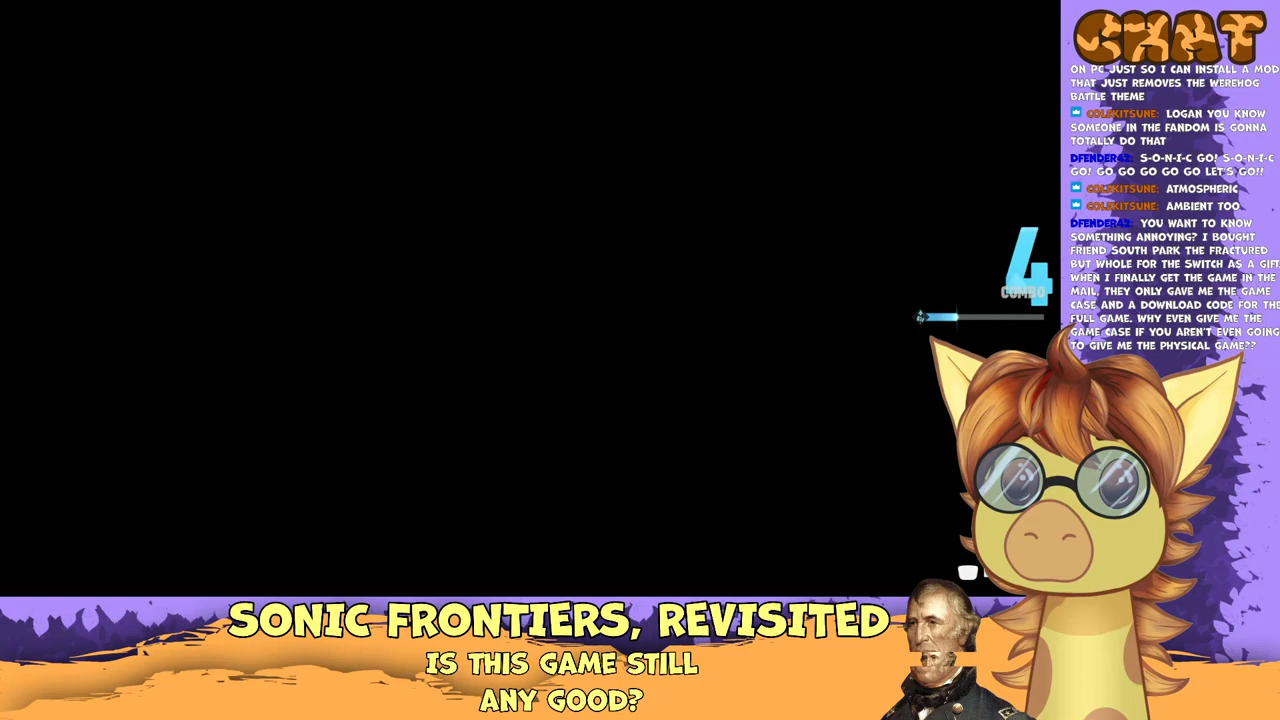 CHAT
ON PC JUST SO I CAN INSTALL A MOD
THAT JUST REMOVES THE WEREHOG
BATTLE THEME
COLEKITSUNE: LOGAN YOU KNOW
SOMEONE IN THE FANDOM IS GONNA
TOTALLY DO THAT
DFENDER42: S-O-N-I-C GO! S-O-N-I-C
GO! GO GO GO GO GO LET'S GO!!
COLEKITSUNE: ATMOSPHERIC
COLEKITSUNE: AMBIENT TOO
DFENDER42: YOU WANT TO KNOW
SOMETHING ANNOYING? I BOUGHT
FRIEND SOUTH PARK THE FRACTURED
BUT WHOLE FOR THE SWITCH AS A GIFT.
WHEN I FINALLY GET THE GAME IN THE
MAIL, THEY ONLY GAVE ME THE GAME
CASE AND A DOWNLOAD CODE FOR THE
FULL GAME. WHY EVEN GIVE ME THE
GAME CASE IF YOU AREN'T EVEN GOING
TO GIVE ME THE PHYSICAL GAME??
4
COMBO
SONIC FRONTIERS, REVISITED
IS THIS GAME STILL
ANY GOOD?